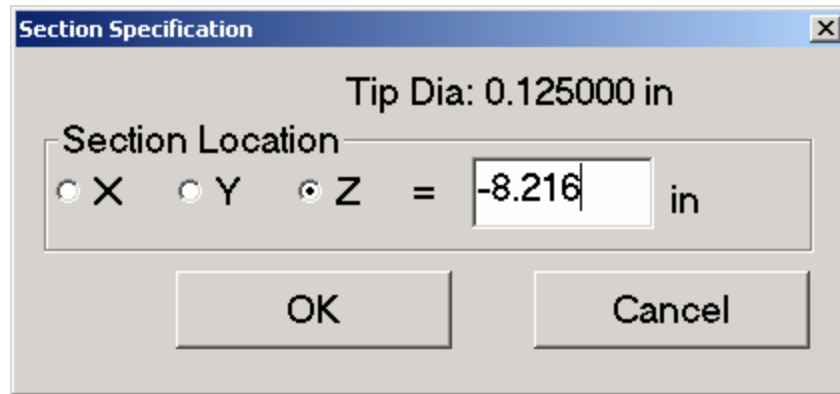 Section Specification
Tip Dia: 0.125000 in
Section Location
X Y Z = -8.216 in
OK Cancel